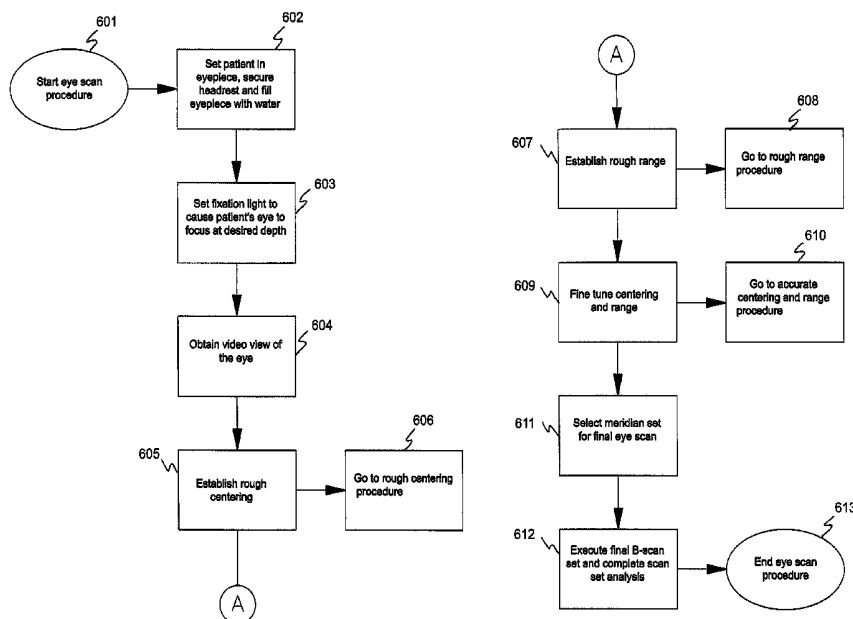 601
Start eye scan
procedure
602
Set patient in
eyepiece, secure
headrest and fill
eyepiece with water
603
Set fixation light to
cause patient's eye to
focus at desired depth
604
Obtain video view of
the eye
605
Establish rough
centering
606
Go to rough centering
procedure
A
A
607
Establish rough range
608
Go to rough range
procedure
609
Fine tune centering
and range
610
Go to accurate
centering and range
procedure
611
Select meridian set
for final eye scan
612
Execute final B-scan
set and complete scan
set analysis
613
End eye scan
procedure